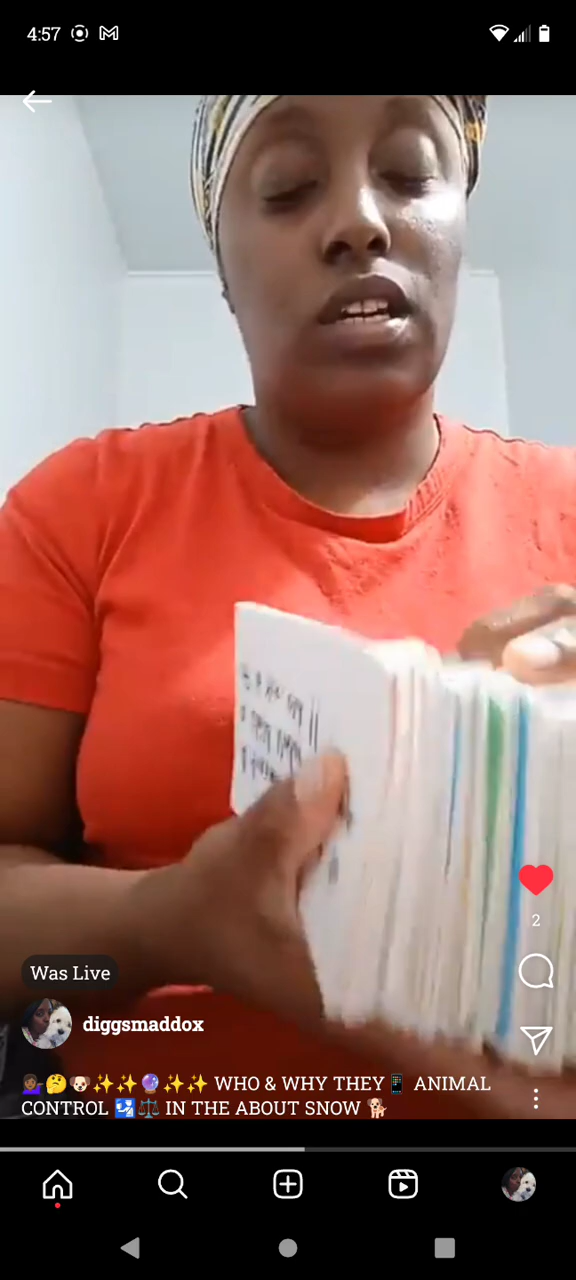 4:57
Was Live
diggsmaddox
💁🏾‍♀️🤔🐶✨✨🔮✨✨ WHO & WHY THEY📱 ANIMAL
CONTROL 🛂⚖️ IN THE ABOUT SNOW 🐕
2